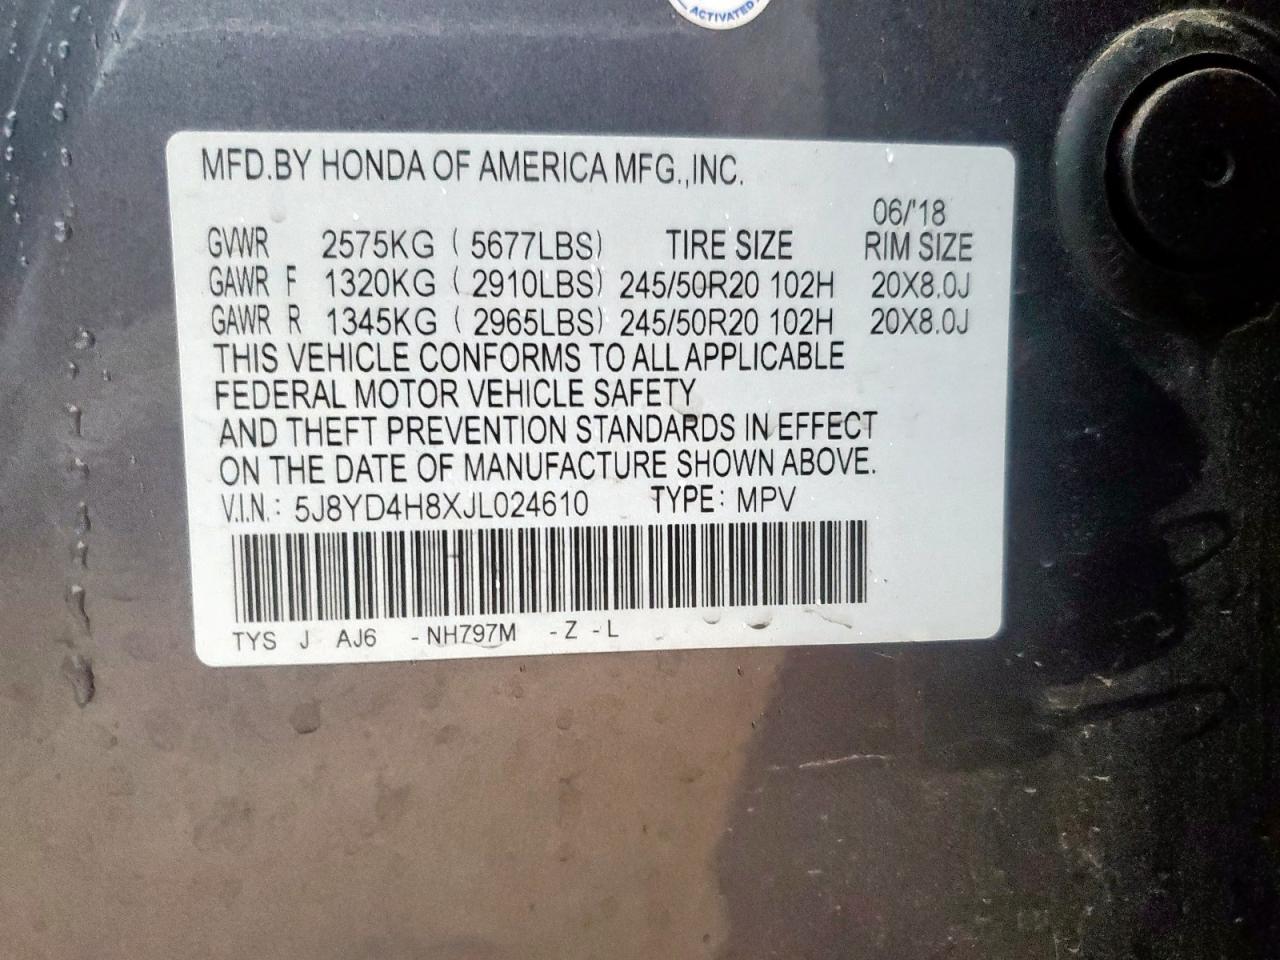 ACTIVATED
MFD.BY HONDA OF AMERICA MFG.,INC.
06/'18
GVWR 2575KG ( 5677LBS) TIRE SIZE RIM SIZE
GAWR F 1320KG ( 2910LBS) 245/50R20 102H 20X8.0J
GAWR R 1345KG ( 2965LBS) 245/50R20 102H 20X8.0J
THIS VEHICLE CONFORMS TO ALL APPLICABLE
FEDERAL MOTOR VEHICLE SAFETY
AND THEFT PREVENTION STANDARDS IN EFFECT
ON THE DATE OF MANUFACTURE SHOWN ABOVE.
V.I.N.: 5J8YD4H8XJL024610 TYPE: MPV
TYS J AJ6 -NH797M -Z -L